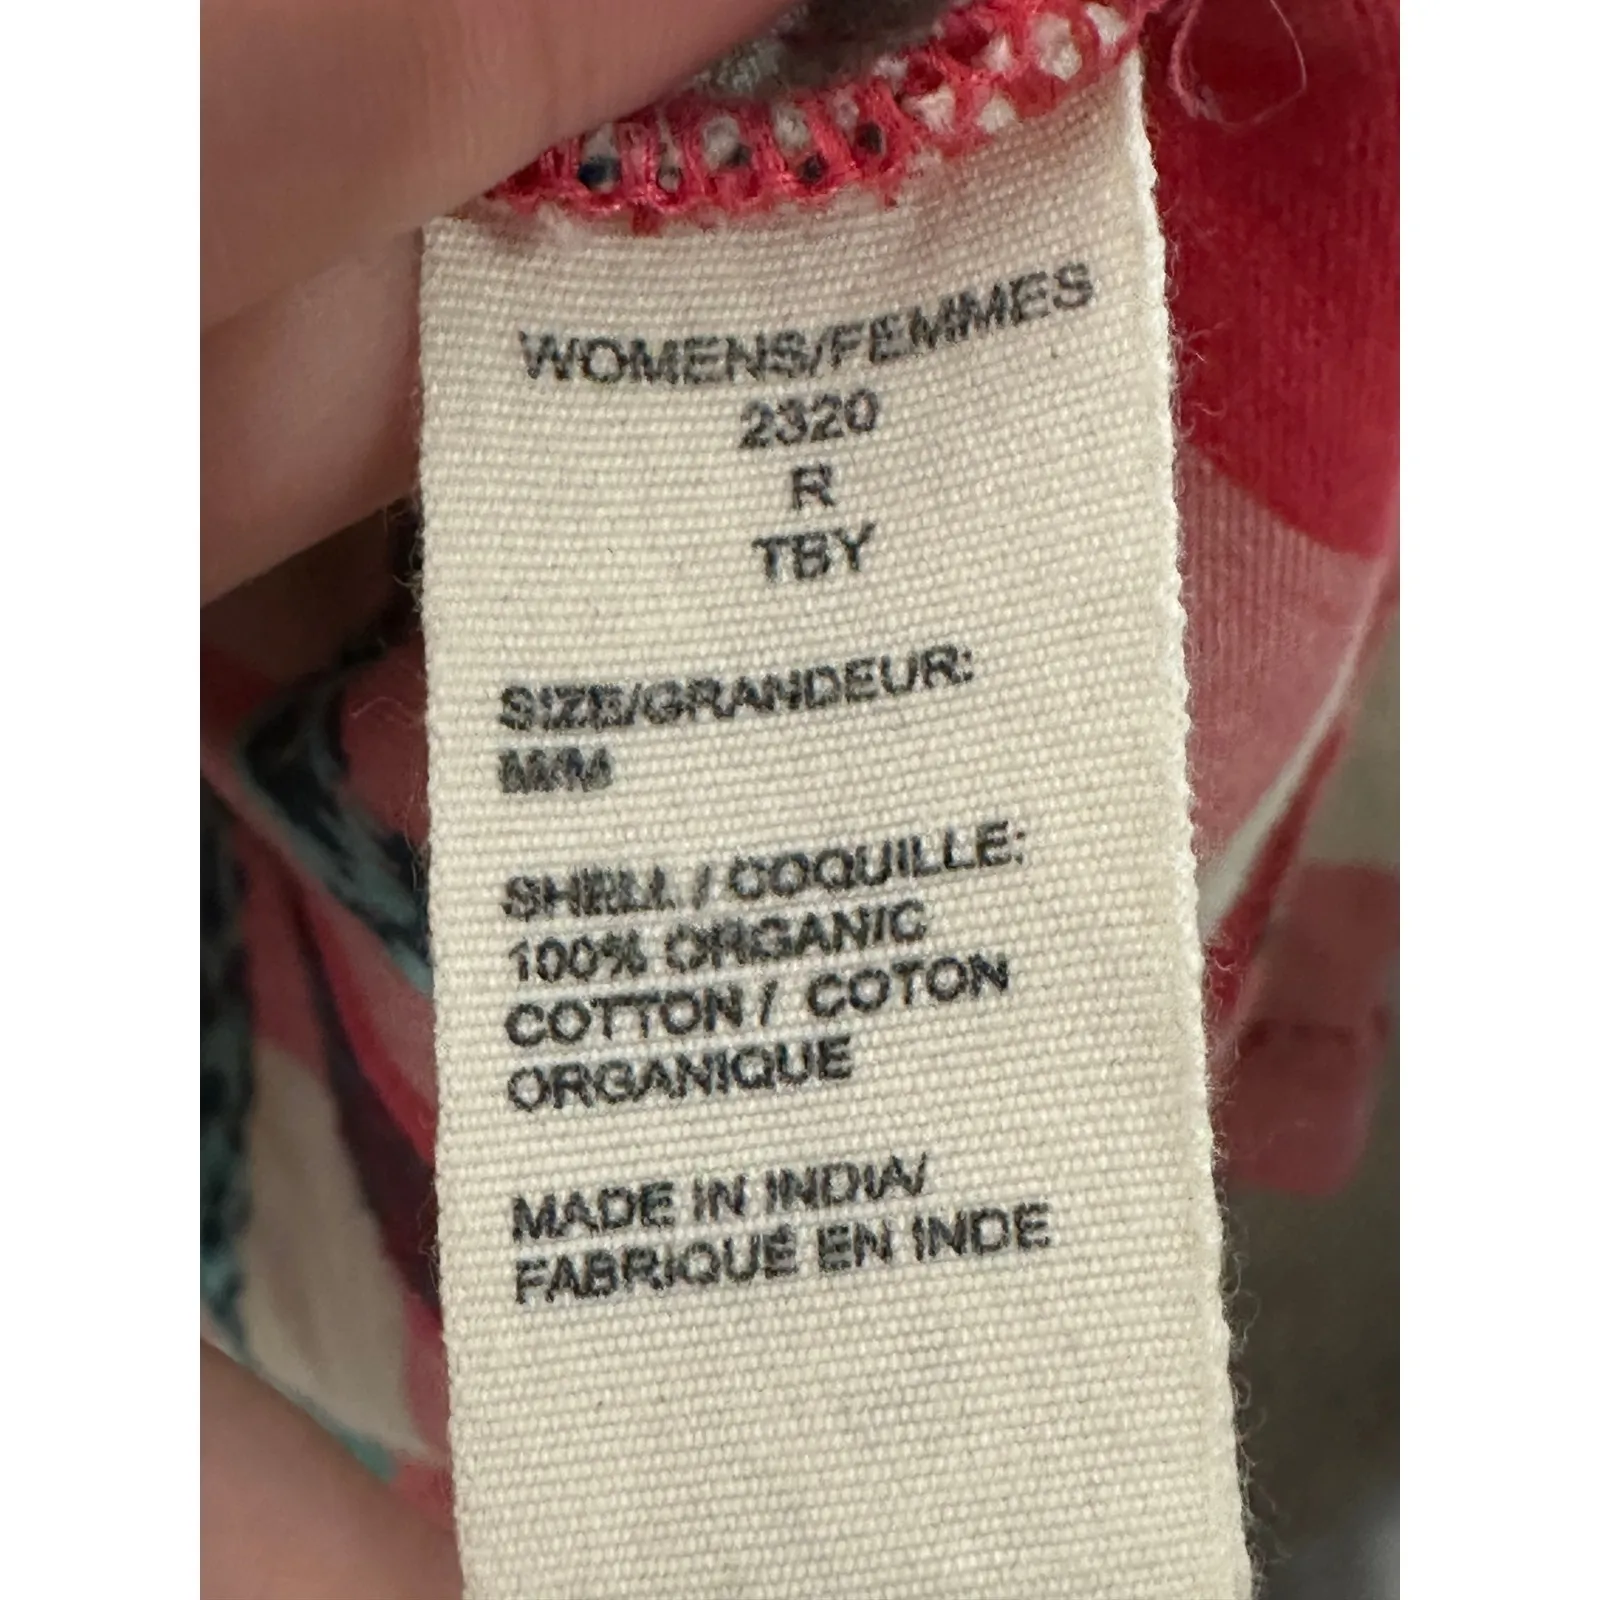 WOMENS/FEMMES
2320
R
TBY
SIZE/GRANDEUR:
M/M
SHELL / COQUILLE:
100% ORGANIC
COTTON / COTON
ORGANIQUE
MADE IN INDIA/
FABRIQUÉ EN INDE